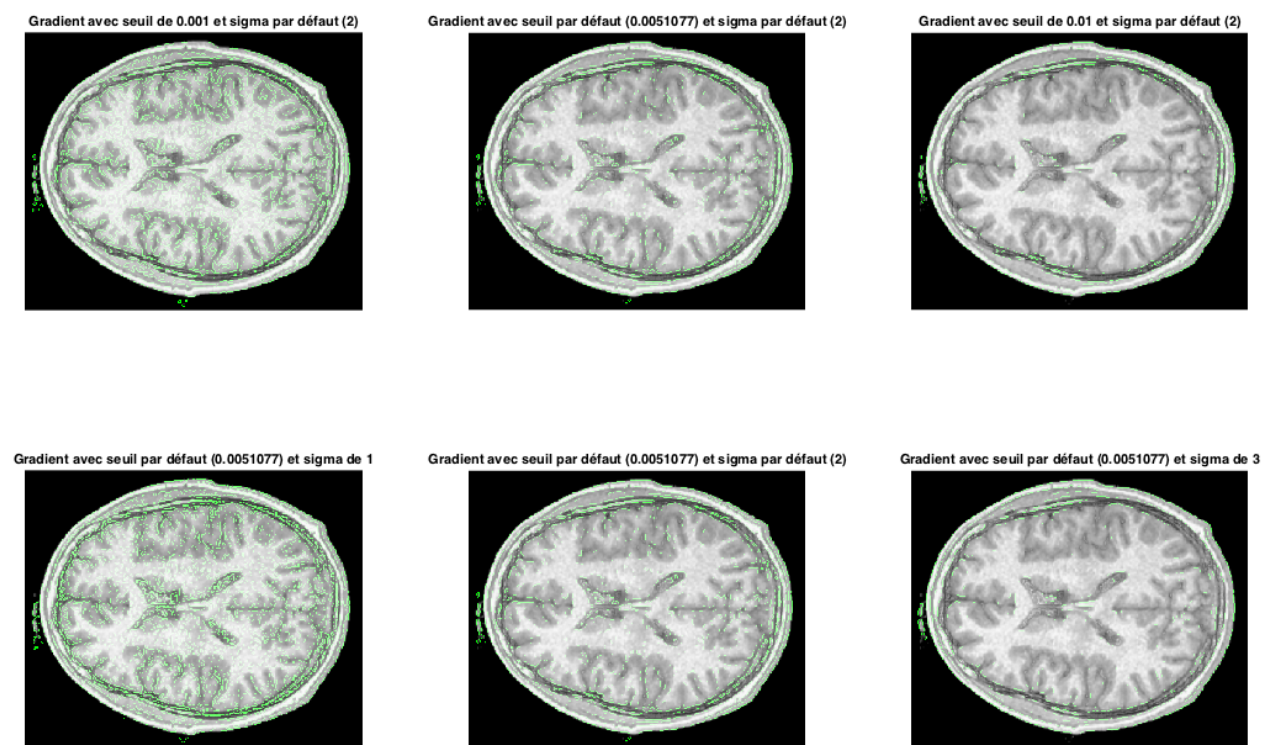 Gradient avec seuil de 0.001 et sigma par défaut (2)
Gradient avec seuil par défaut (0.0051077) et sigma par défaut (2)
Gradient avec seuil de 0.01 et sigma par défaut (2)
Gradient avec seuil par défaut (0.0051077) et sigma de 1
Gradient avec seuil par défaut (0.0051077) et sigma par défaut (2)
Gradient avec seuil par défaut (0.0051077) et sigma de 3